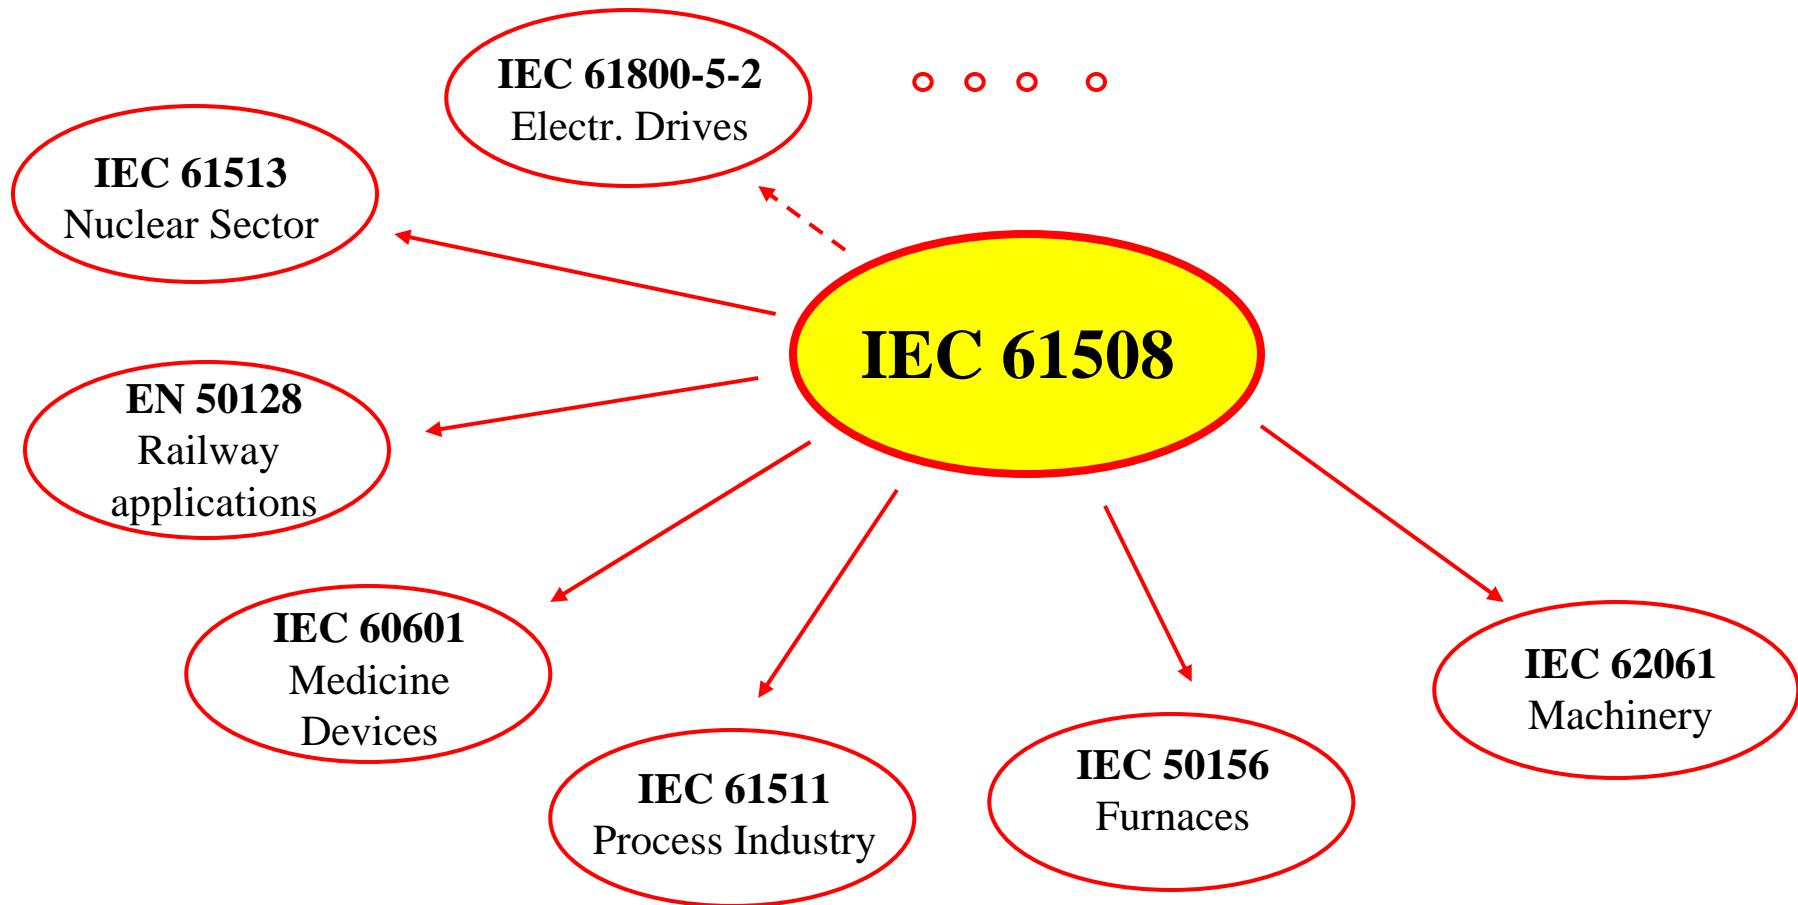 IEC 61800-5-2
Electr. Drives
IEC 61513
Nuclear Sector
IEC 61508
EN 50128
Railway
applications
IEC 60601
Medicine
Devices
IEC 61511
Process Industry
IEC 50156
Furnaces
IEC 62061
Machinery